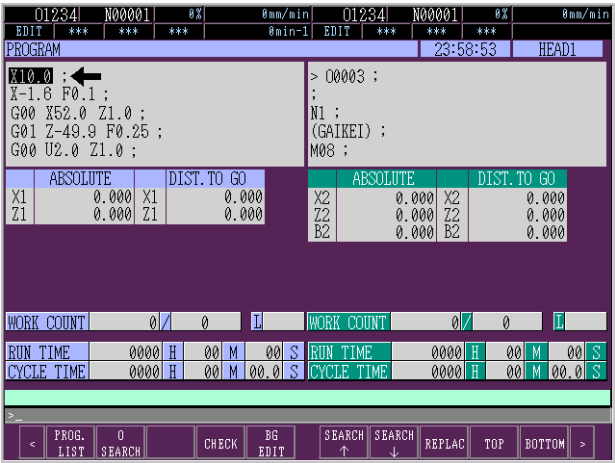 O1234 N00001 0% 0mm/min O1234 N00001 0% 0mm/min
EDIT *** *** *** 0min-1 EDIT *** *** ***
PROGRAM 23:58:53 HEAD1
X10.0 ;
X-1.6 F0.1 ;
G00 X52.0 Z1.0 ;
G01 Z-49.9 F0.25 ;
G00 U2.0 Z1.0 ;
> O0003 ;
;
N1 ;
(GAIKEI) ;
M08 ;
ABSOLUTE DIST.TO GO
X1 0.000 X1 0.000
Z1 0.000 Z1 0.000
ABSOLUTE DIST.TO GO
X2 0.000 X2 0.000
Z2 0.000 Z2 0.000
B2 0.000 B2 0.000
WORK COUNT 0 / 0 L WORK COUNT 0 / 0 L
RUN TIME 0000 H 00 M 00 S RUN TIME 0000 H 00 M 00 S
CYCLE TIME 0000 H 00 M 00.0 S CYCLE TIME 0000 H 00 M 00.0 S
>_
< PROG. LIST O SEARCH CHECK BG EDIT SEARCH ↑ SEARCH ↓ REPLAC TOP BOTTOM >